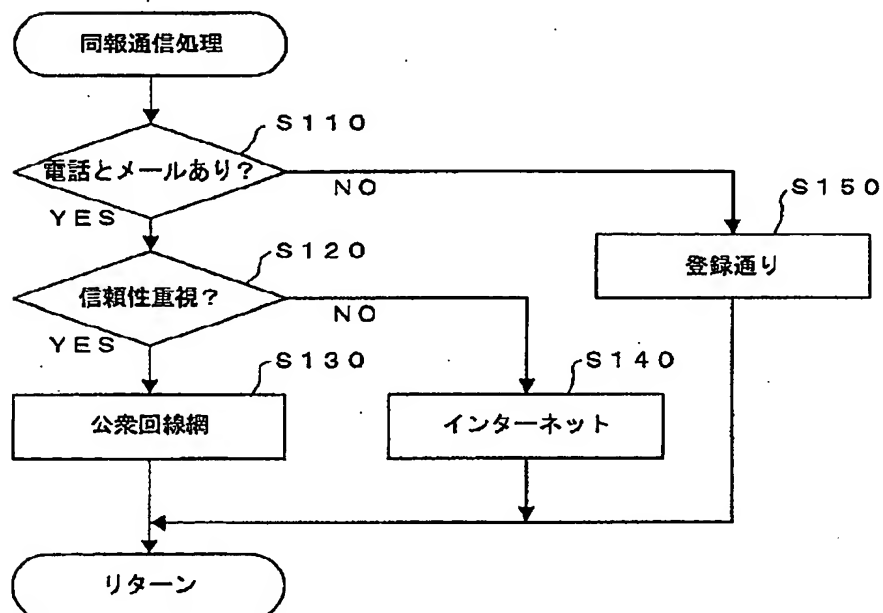 同報通信処理
S110
電話とメールあり?
NO
YES
S150
登録通り
S120
信頼性重視?
NO
YES
S130
公衆回線網
S140
インターネット
リターン